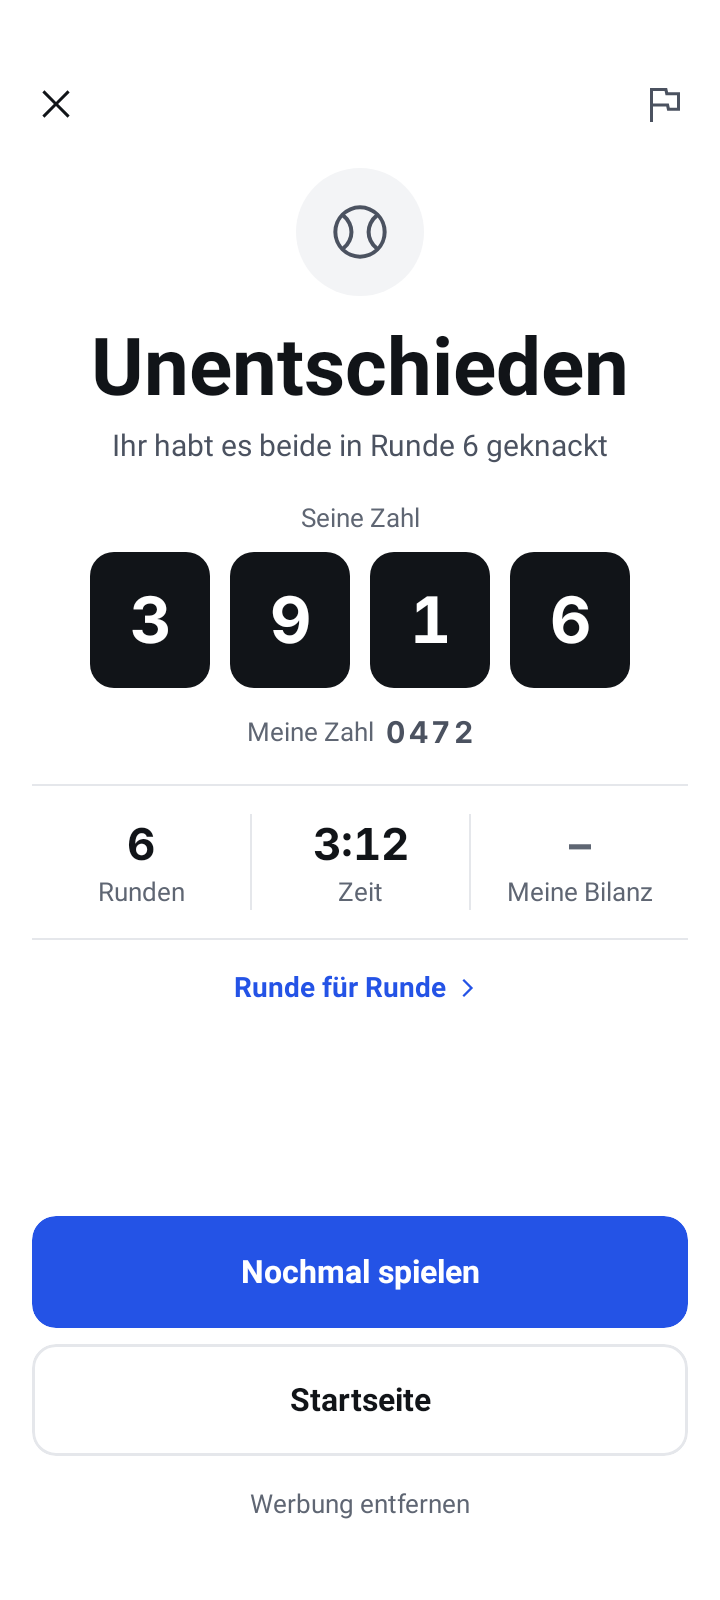 Unentschieden
Ihr habt es beide in Runde 6 geknackt
Seine Zahl
3 9 1 6
Meine Zahl 0472
6 3:12 –
Runden Zeit Meine Bilanz
Runde für Runde
Nochmal spielen
Startseite
Werbung entfernen